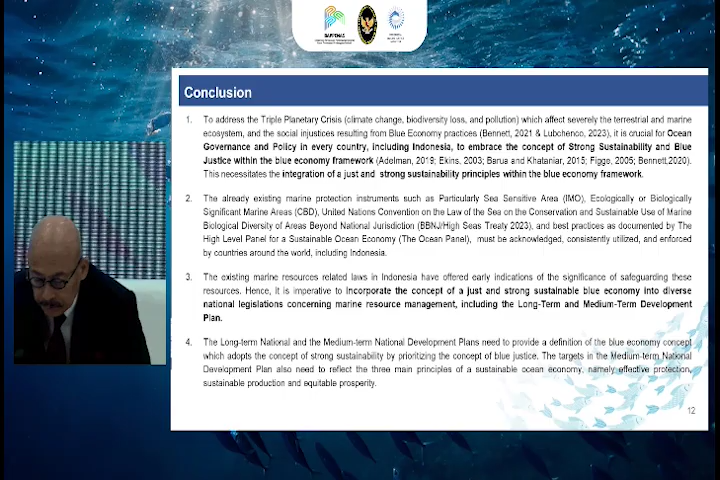 BAPPENAS
Conclusion
1. To address the Triple Planetary Crisis (climate change, biodiversity loss, and pollution) which affect severely the terrestrial and marine
ecosystem, and the social injustices resulting from Blue Economy practices (Bennett, 2021 & Lubchenco, 2023), it is crucial for Ocean
Governance and Policy in every country, including Indonesia, to embrace the concept of Strong Sustainability and Blue
Justice within the blue economy framework (Adelman, 2019; Ekins, 2003; Barua and Khataniar, 2015; Figge, 2005; Bennett,2020).
This necessitates the integration of a just and strong sustainability principles within the blue economy framework.
2. The already existing marine protection instruments such as Particularly Sea Sensitive Area (IMO), Ecologically or Biologically
Significant Marine Areas (CBD), United Nations Convention on the Law of the Sea on the Conservation and Sustainable Use of Marine
Biological Diversity of Areas Beyond National Jurisdiction (BBNJ/High Seas Treaty 2023), and best practices as documented by The
High Level Panel for a Sustainable Ocean Economy (The Ocean Panel), must be acknowledged, consistently utilized, and enforced
by countries around the world, including Indonesia.
3. The existing marine resources related laws in Indonesia have offered early indications of the significance of safeguarding these
resources. Hence, it is imperative to incorporate the concept of a just and strong sustainable blue economy into diverse
national legislations concerning marine resource management, including the Long-Term and Medium-Term Development
Plan.
4. The Long-term National and the Medium-term National Development Plans need to provide a definition of the blue economy concept
which adopts the concept of strong sustainability by prioritizing the concept of blue justice. The targets in the Medium-term National
Development Plan also need to reflect the three main principles of a sustainable ocean economy, namely effective protection,
sustainable production and equitable prosperity.
12